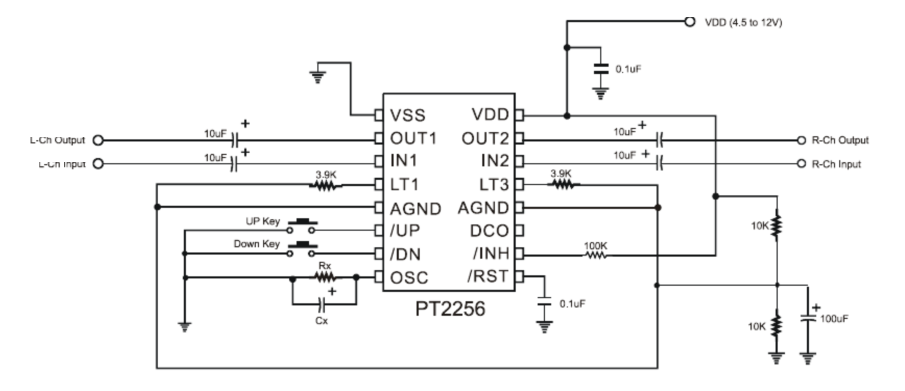 VDD (4.5 to 12V)
0.1uF
VSS
VDD
L-Ch Output
10uF
+
OUT1
OUT2
10uF
+
R-Ch Output
L-Ch Input
10uF
+
IN1
IN2
10uF
+
R-Ch Input
3.9K
LT1
LT3
3.9K
AGND
AGND
UP Key
/UP
DCO
10K
Down Key
/DN
/INH
100K
Rx
OSC
/RST
+
Cx
0.1uF
PT2256
10K
+
100uF